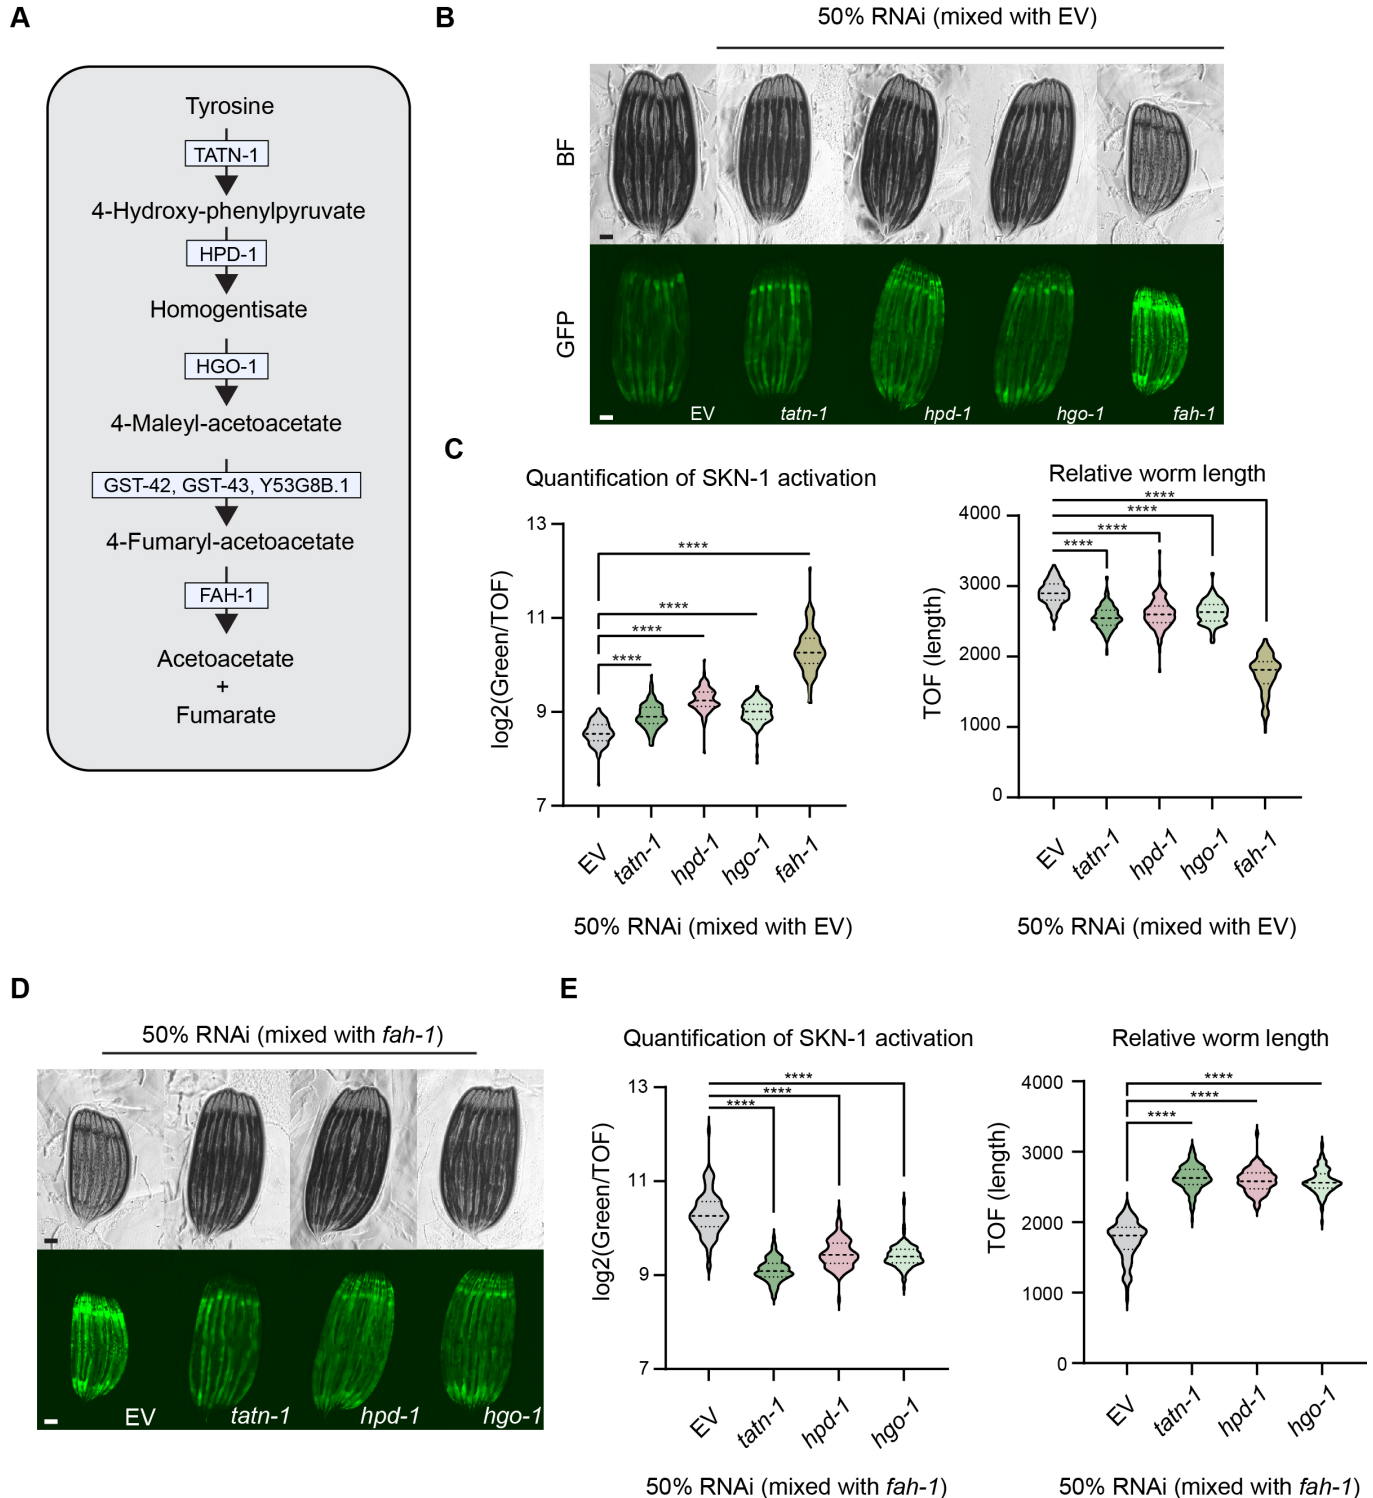 A
Tyrosine
TATN-1
4-Hydroxy-phenylpyruvate
HPD-1
Homogentisate
HGO-1
4-Maleyl-acetoacetate
GST-42, GST-43, Y53G8B.1
4-Fumaryl-acetoacetate
FAH-1
Acetoacetate
+
Fumarate
B
50% RNAi (mixed with EV)
BF
GFP
EV tatn-1 hpd-1 hgo-1 fah-1
C
Quantification of SKN-1 activation
log2(Green/TOF)
13
11
9
7
****
****
****
****
EV tatn-1 hpd-1 hgo-1 fah-1
50% RNAi (mixed with EV)
Relative worm length
TOF (length)
4000
3000
2000
1000
0
****
****
****
****
EV tatn-1 hpd-1 hgo-1 fah-1
50% RNAi (mixed with EV)
D
50% RNAi (mixed with fah-1)
EV tatn-1 hpd-1 hgo-1
E
Quantification of SKN-1 activation
log2(Green/TOF)
13
11
9
7
****
****
****
EV tatn-1 hpd-1 hgo-1
50% RNAi (mixed with fah-1)
Relative worm length
TOF (length)
4000
3000
2000
1000
0
****
****
****
EV tatn-1 hpd-1 hgo-1
50% RNAi (mixed with fah-1)